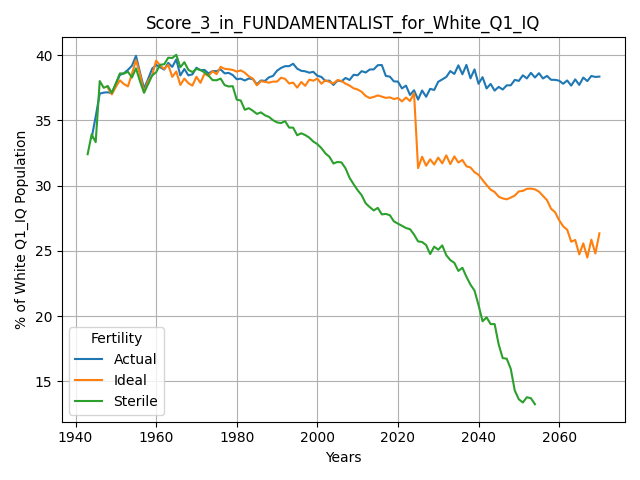 Score_3_in_FUNDAMENTALIST_for_White_Q1_IQ
% of White Q1_IQ Population
40
35
30
25
20
15
Fertility
Actual
Ideal
Sterile
1940
1960
1980
2000
2020
2040
2060
Years